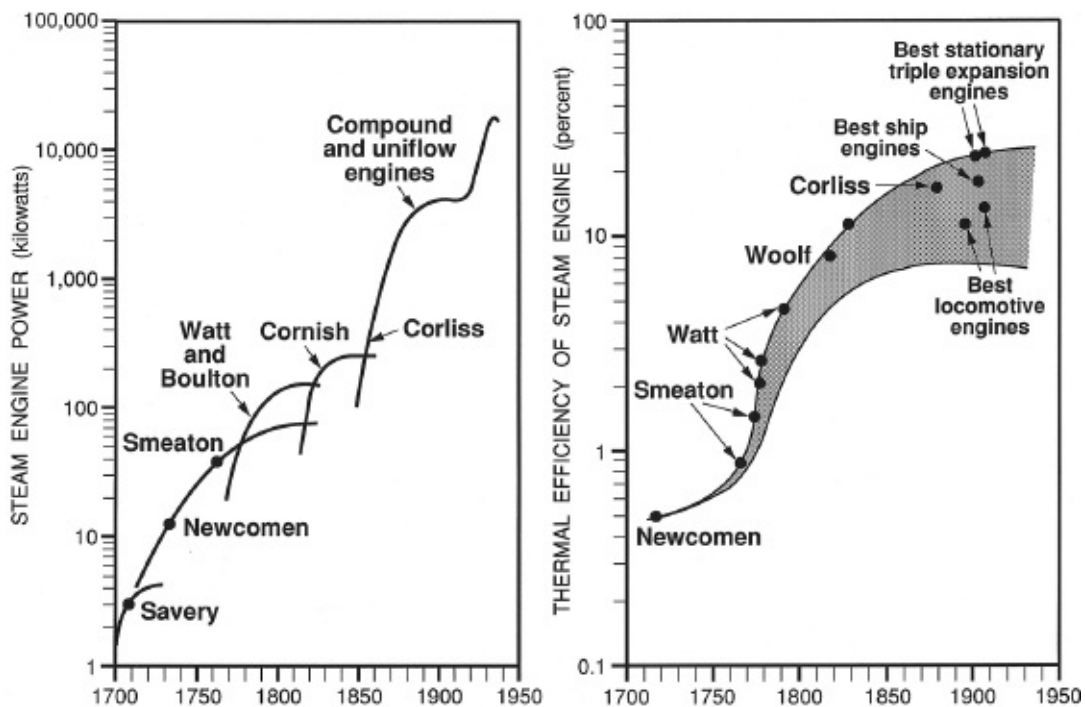 STEAM ENGINE POWER (kilowatts)
100,000
10,000
1,000
100
10
1
Compound
and uniflow
engines
Watt
and
Boulton
Cornish
Corliss
Smeaton
Newcomen
Savery
1700 1750 1800 1850 1900 1950
THERMAL EFFICIENCY OF STEAM ENGINE (percent)
100
10
1
0.1
Best stationary
triple expansion
engines
Best ship
engines
Corliss
Woolf
Best
locomotive
engines
Watt
Smeaton
Newcomen
1700 1750 1800 1850 1900 1950